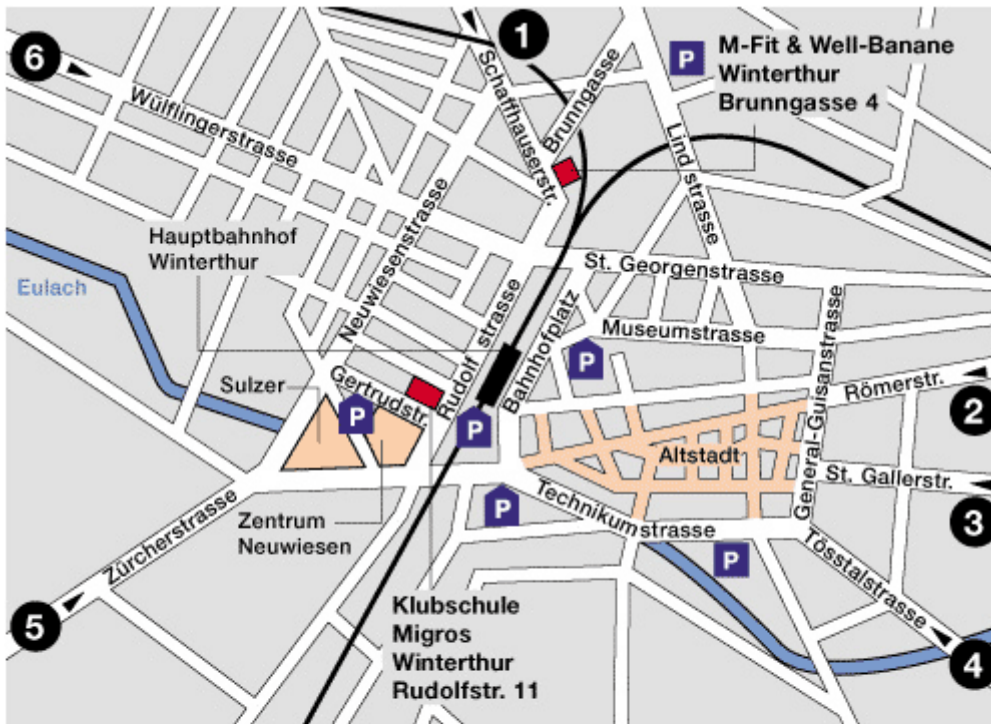 1
P
M-Fit & Well-Banane
Winterthur
Brunngasse 4
6
Wülflingerstrasse
Schaffhauserstr.
Brunngasse
Lindstrasse
Hauptbahnhof
Winterthur
Neuwiesenstrasse
St. Georgenstrasse
Eulach
Rudolfstrasse
Bahnhofplatz
Museumstrasse
P
General-Guisanstrasse
Römerstr.
2
Sulzer
Gertrudstr.
P
P
Altstadt
St. Gallerstr.
3
Zürcherstrasse
Zentrum
Neuwiesen
P
Technikumstrasse
P
Tösstalstrasse
5
Klubschule
Migros
Winterthur
Rudolfstr. 11
4